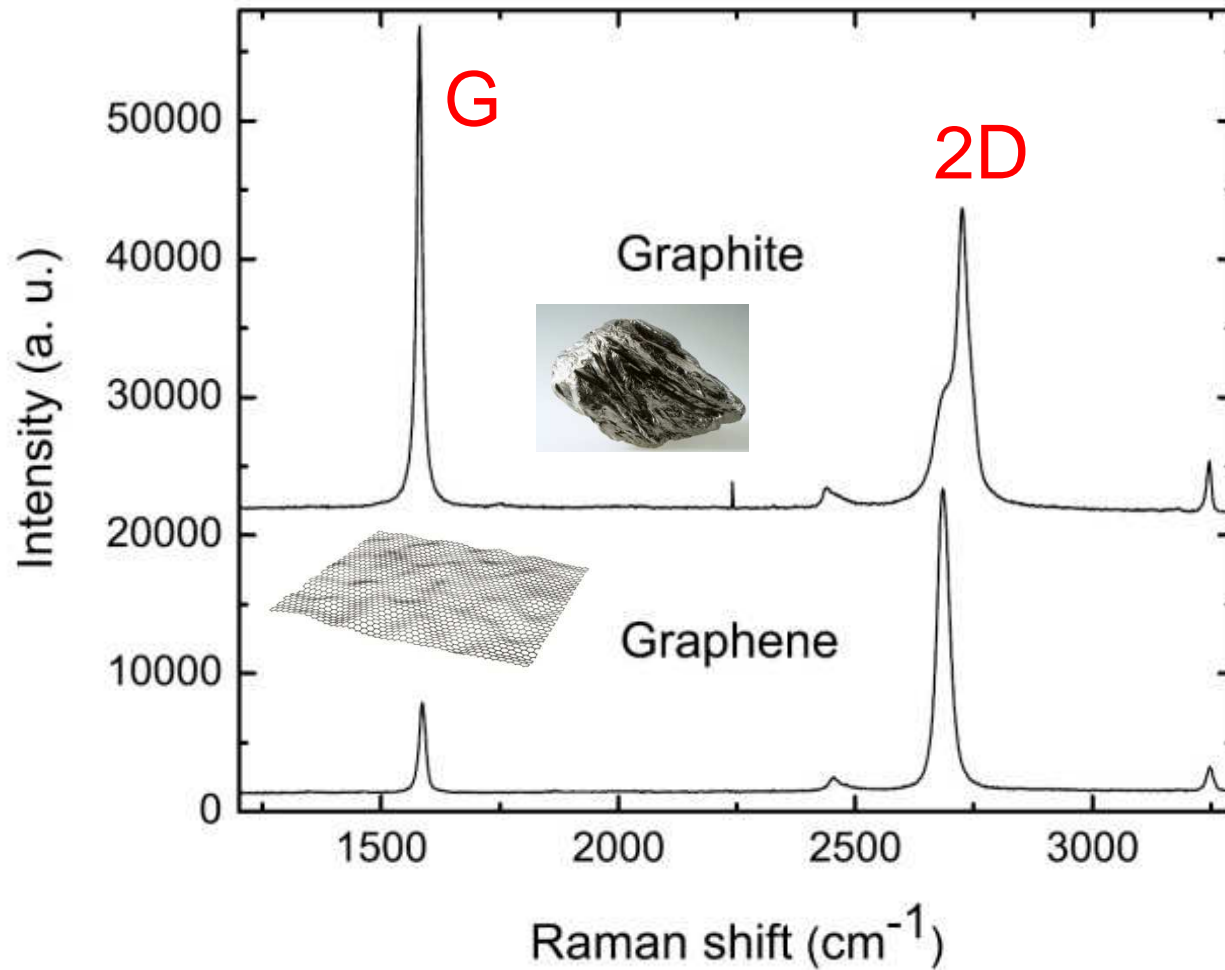 G
2D
Graphite
Graphene
Intensity (a. u.)
50000
40000
30000
20000
10000
0
1500 2000 2500 3000
Raman shift (cm⁻¹)